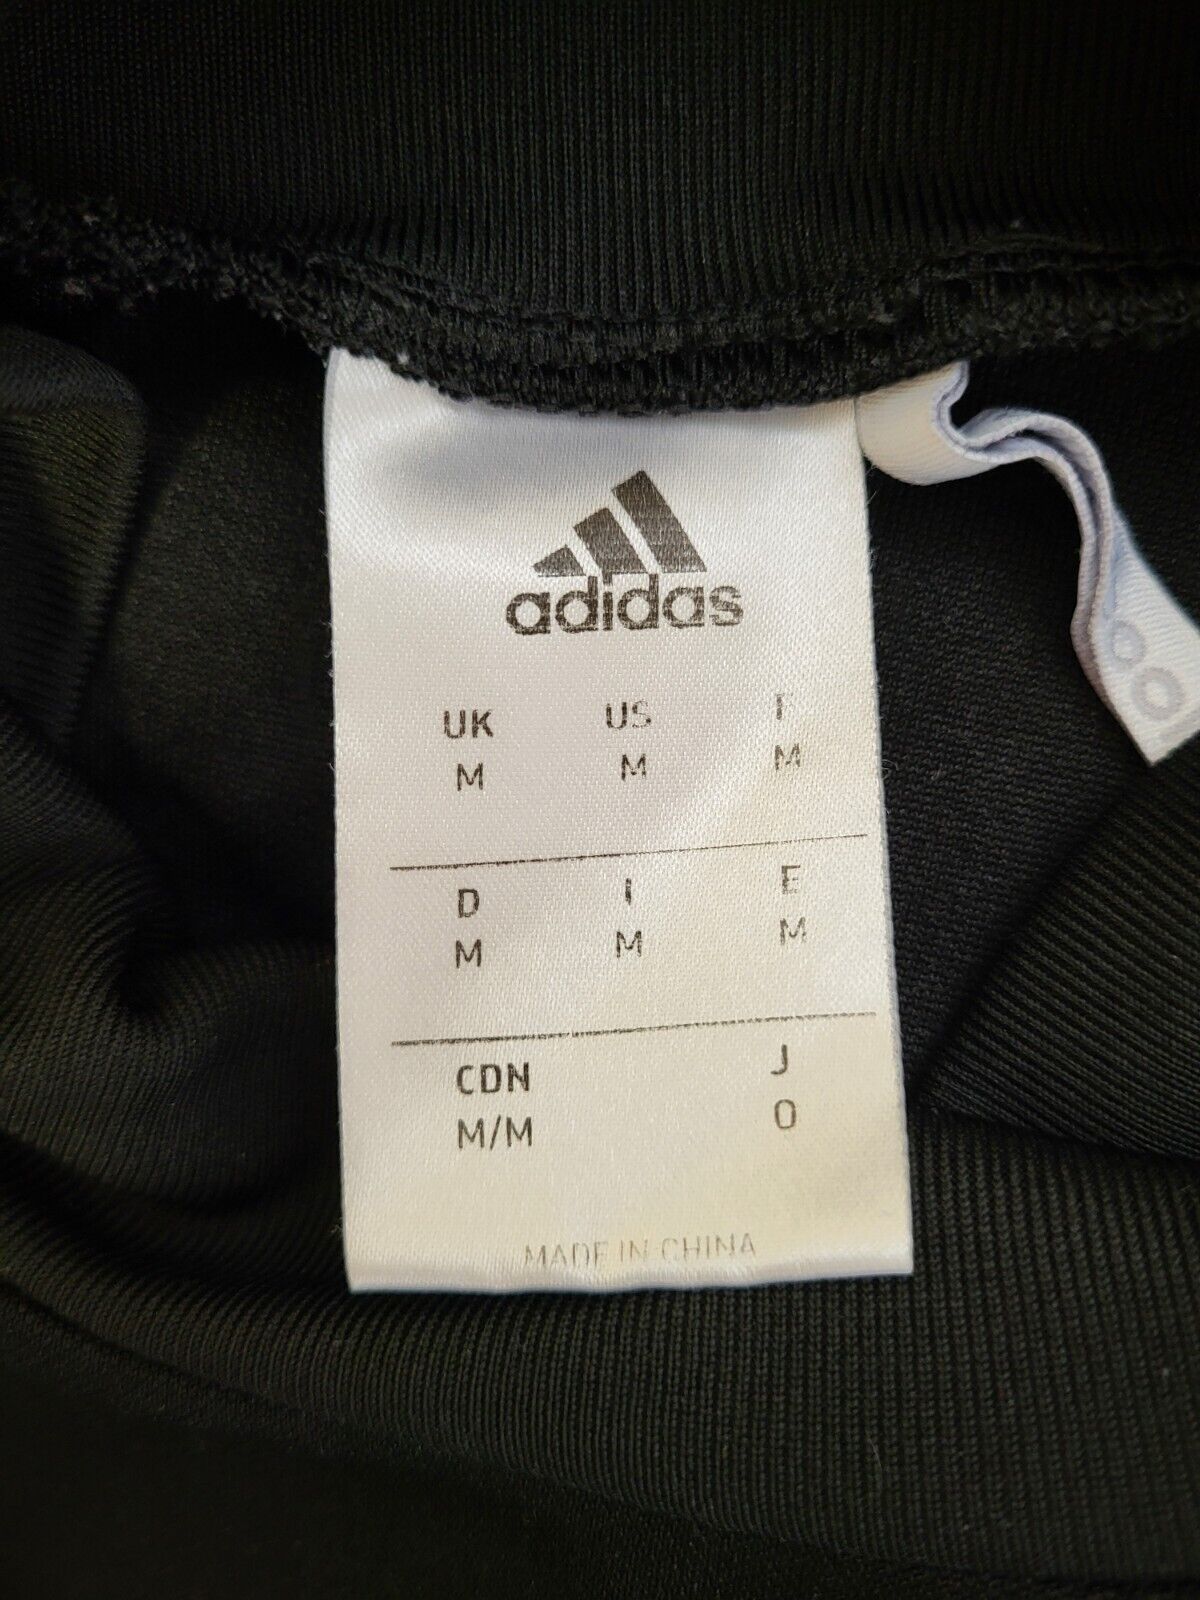 adidas
UK US F
M M M
D I E
M M M
CDN J
M/M O
MADE IN CHINA